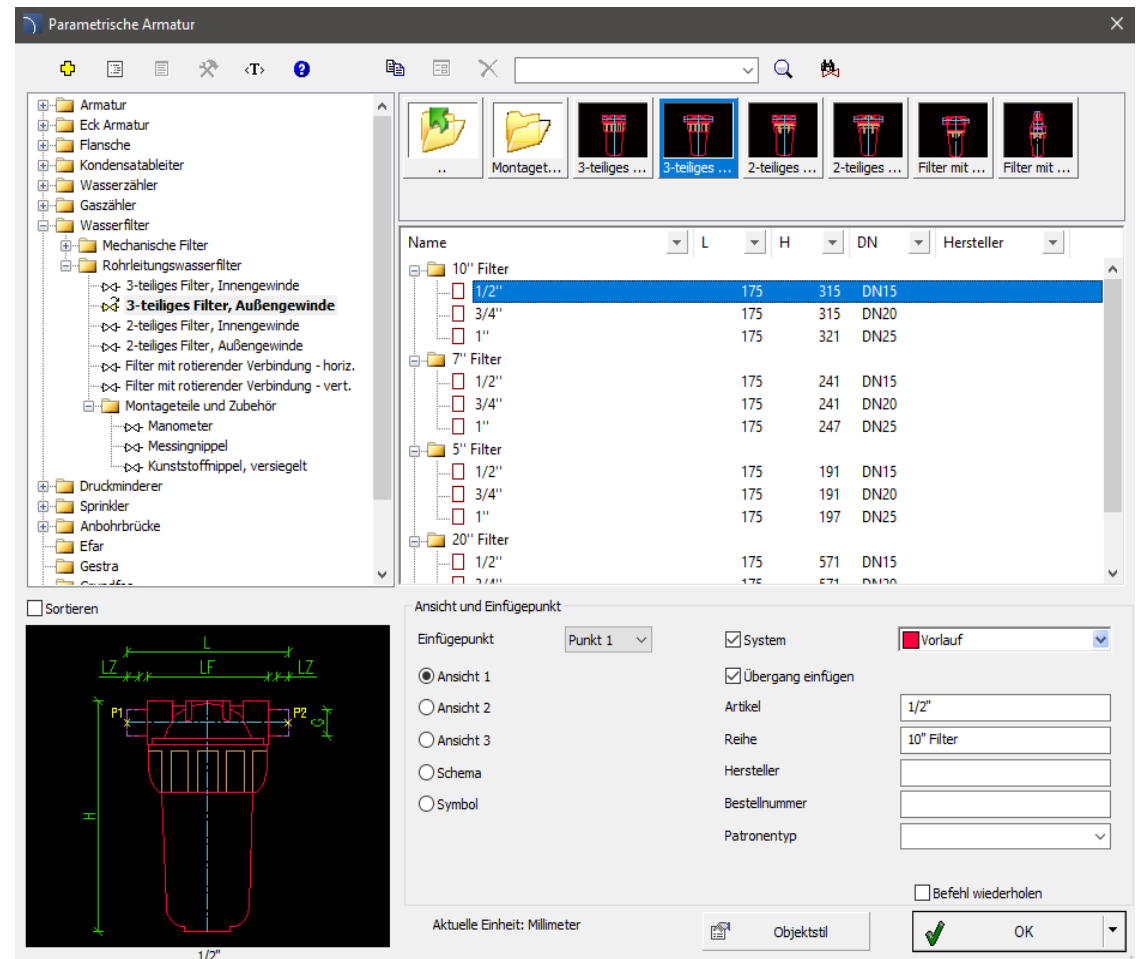 Parametrische Armatur
<T>
Armatur
Eck Armatur
Flansche
Kondensatableiter
Wasserzähler
Gaszähler
Wasserfilter
Mechanische Filter
Rohrleitungswasserfilter
3-teiliges Filter, Innengewinde
3-teiliges Filter, Außengewinde
2-teiliges Filter, Innengewinde
2-teiliges Filter, Außengewinde
Filter mit rotierender Verbindung - horiz.
Filter mit rotierender Verbindung - vert.
Montageteile und Zubehör
Manometer
Messingnippel
Kunststoffnippel, versiegelt
Druckminderer
Sprinkler
Anbohrbrücke
Efar
Gestra
.. Montaget... 3-teiliges ... 3-teiliges ... 2-teiliges ... 2-teiliges ... Filter mit ... Filter mit ...
Name L H DN Hersteller
10'' Filter
1/2'' 175 315 DN15
3/4'' 175 315 DN20
1'' 175 321 DN25
7'' Filter
1/2'' 175 241 DN15
3/4'' 175 241 DN20
1'' 175 247 DN25
5'' Filter
1/2'' 175 191 DN15
3/4'' 175 191 DN20
1'' 175 197 DN25
20'' Filter
1/2'' 175 571 DN15
Sortieren
L
LZ LF LZ
P1 P2 G
H
1/2"
Ansicht und Einfügepunkt
Einfügepunkt Punkt 1
Ansicht 1
Ansicht 2
Ansicht 3
Schema
Symbol
System Vorlauf
Übergang einfügen
Artikel 1/2"
Reihe 10" Filter
Hersteller
Bestellnummer
Patronentyp
Befehl wiederholen
Aktuelle Einheit: Millimeter
Objektstil
OK